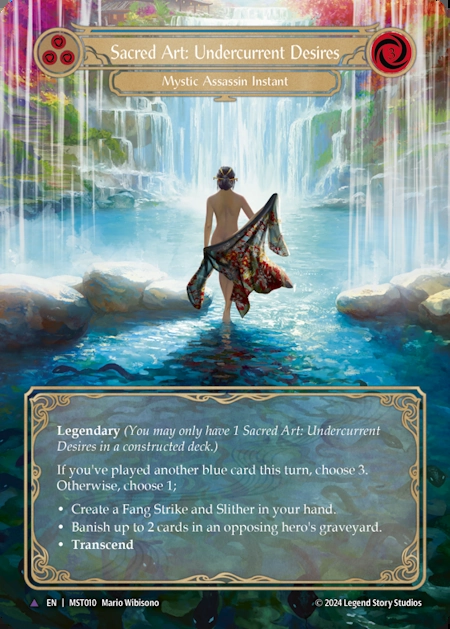 Sacred Art: Undercurrent Desires
Mystic Assassin Instant
Legendary (You may only have 1 Sacred Art: Undercurrent
Desires in a constructed deck.)
If you've played another blue card this turn, choose 3.
Otherwise, choose 1;
• Create a Fang Strike and Slither in your hand.
• Banish up to 2 cards in an opposing hero's graveyard.
• Transcend
EN | MST010 Mario Wibisono
© 2024 Legend Story Studios